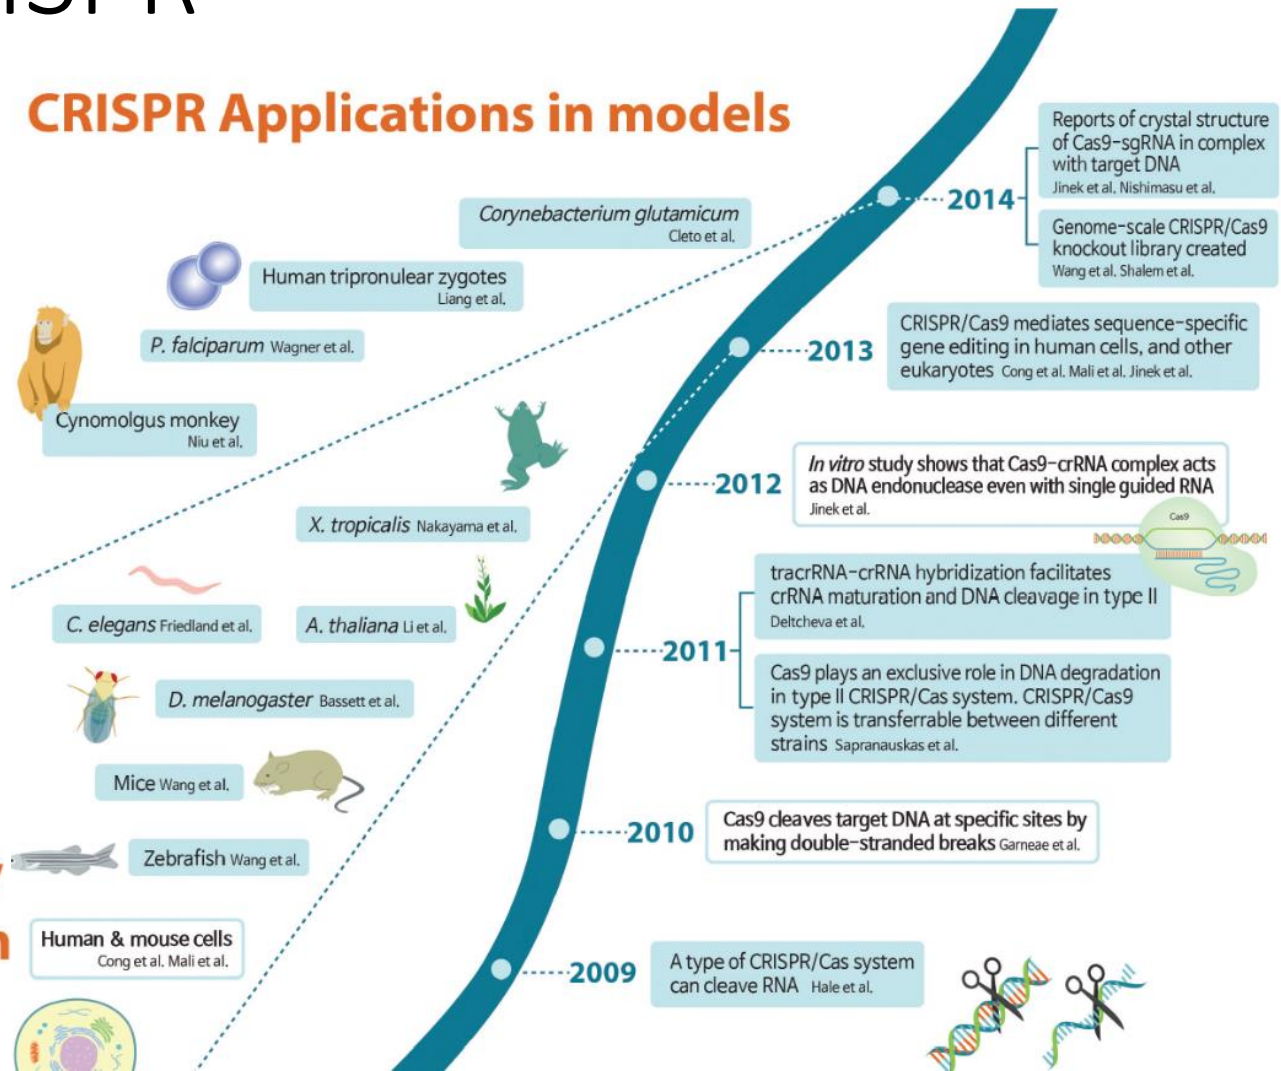 CRISPR Applications in models
Corynebacterium glutamicum
Cleto et al.
Human tripronulear zygotes
Liang et al.
P. falciparum Wagner et al.
Cynomolgus monkey
Niu et al.
X. tropicalis Nakayama et al.
C. elegans Friedland et al.
A. thaliana Li et al.
D. melanogaster Bassett et al.
Mice Wang et al.
Zebrafish Wang et al.
Human & mouse cells
Cong et al. Mali et al.
2014
Reports of crystal structure
of Cas9-sgRNA in complex
with target DNA
Jinek et al. Nishimasu et al.
Genome-scale CRISPR/Cas9
knockout library created
Wang et al. Shalem et al.
2013
CRISPR/Cas9 mediates sequence-specific
gene editing in human cells, and other
eukaryotes Cong et al. Mali et al. Jinek et al.
2012
In vitro study shows that Cas9-crRNA complex acts
as DNA endonuclease even with single guided RNA
Jinek et al.
Cas9
2011
tracrRNA-crRNA hybridization facilitates
crRNA maturation and DNA cleavage in type II
Deltcheva et al.
Cas9 plays an exclusive role in DNA degradation
in type II CRISPR/Cas system. CRISPR/Cas9
system is transferrable between different
strains Sapranauskas et al.
2010
Cas9 cleaves target DNA at specific sites by
making double-stranded breaks Garneae et al.
2009
A type of CRISPR/Cas system
can cleave RNA Hale et al.